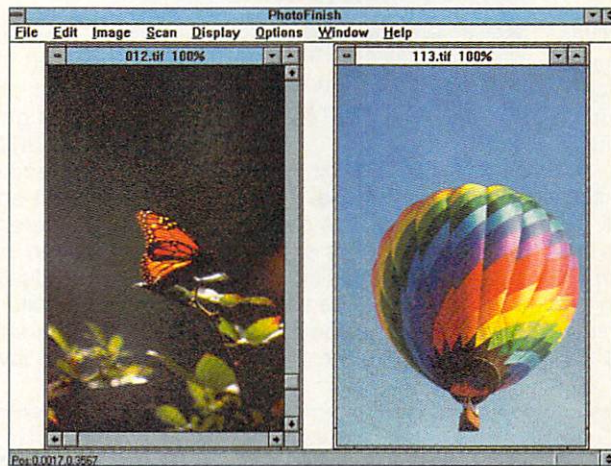 PhotoFinish
File Edit Image Scan Display Options Window Help
012.tif 100%
113.tif 100%
Pos:0.0017,0.3567